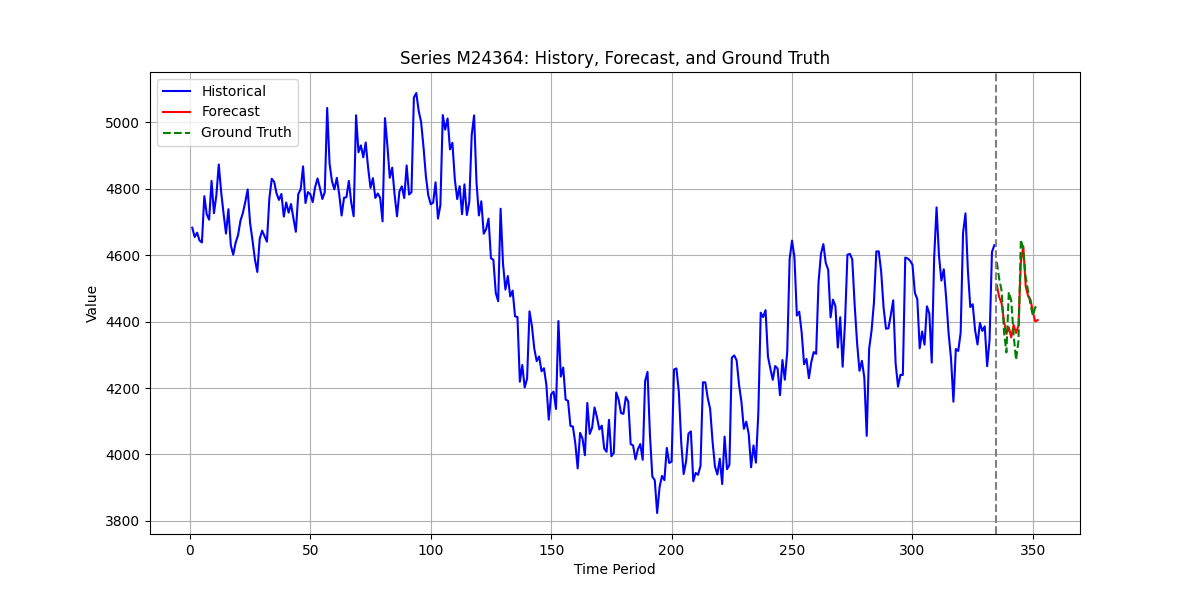 Series M24364: History, Forecast, and Ground Truth
Historical
Forecast
Ground Truth
Value
5000
4800
4600
4400
4200
4000
3800
0 50 100 150 200 250 300 350
Time Period